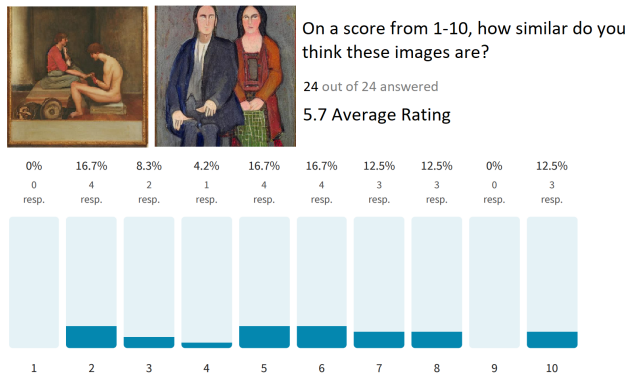 On a score from 1-10, how similar do you
think these images are?
24 out of 24 answered
5.7 Average Rating
0% 16.7% 8.3% 4.2% 16.7% 16.7% 12.5% 12.5% 0% 12.5%
0 4 2 1 4 4 3 3 0 3
resp. resp. resp. resp. resp. resp. resp. resp. resp. resp.
1 2 3 4 5 6 7 8 9 10